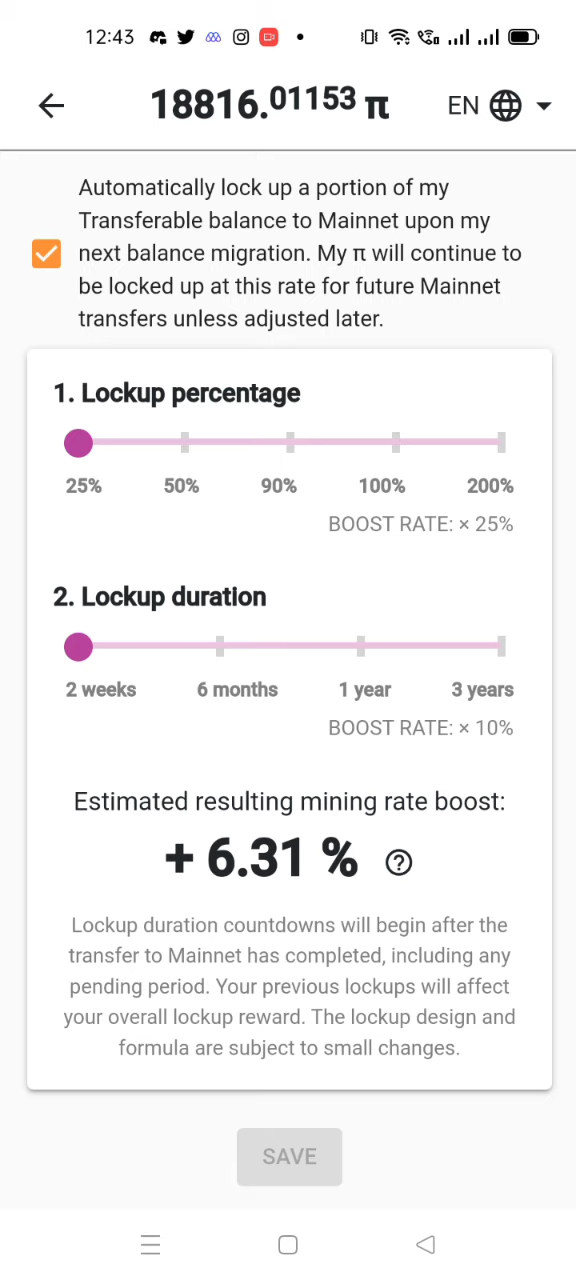 12:43
18816.01153 π
EN
Automatically lock up a portion of my
Transferable balance to Mainnet upon my
next balance migration. My π will continue to
be locked up at this rate for future Mainnet
transfers unless adjusted later.
1. Lockup percentage
25% 50% 90% 100% 200%
BOOST RATE: × 25%
2. Lockup duration
2 weeks 6 months 1 year 3 years
BOOST RATE: × 10%
Estimated resulting mining rate boost:
+ 6.31 % ?
Lockup duration countdowns will begin after the
transfer to Mainnet has completed, including any
pending period. Your previous lockups will affect
your overall lockup reward. The lockup design and
formula are subject to small changes.
SAVE